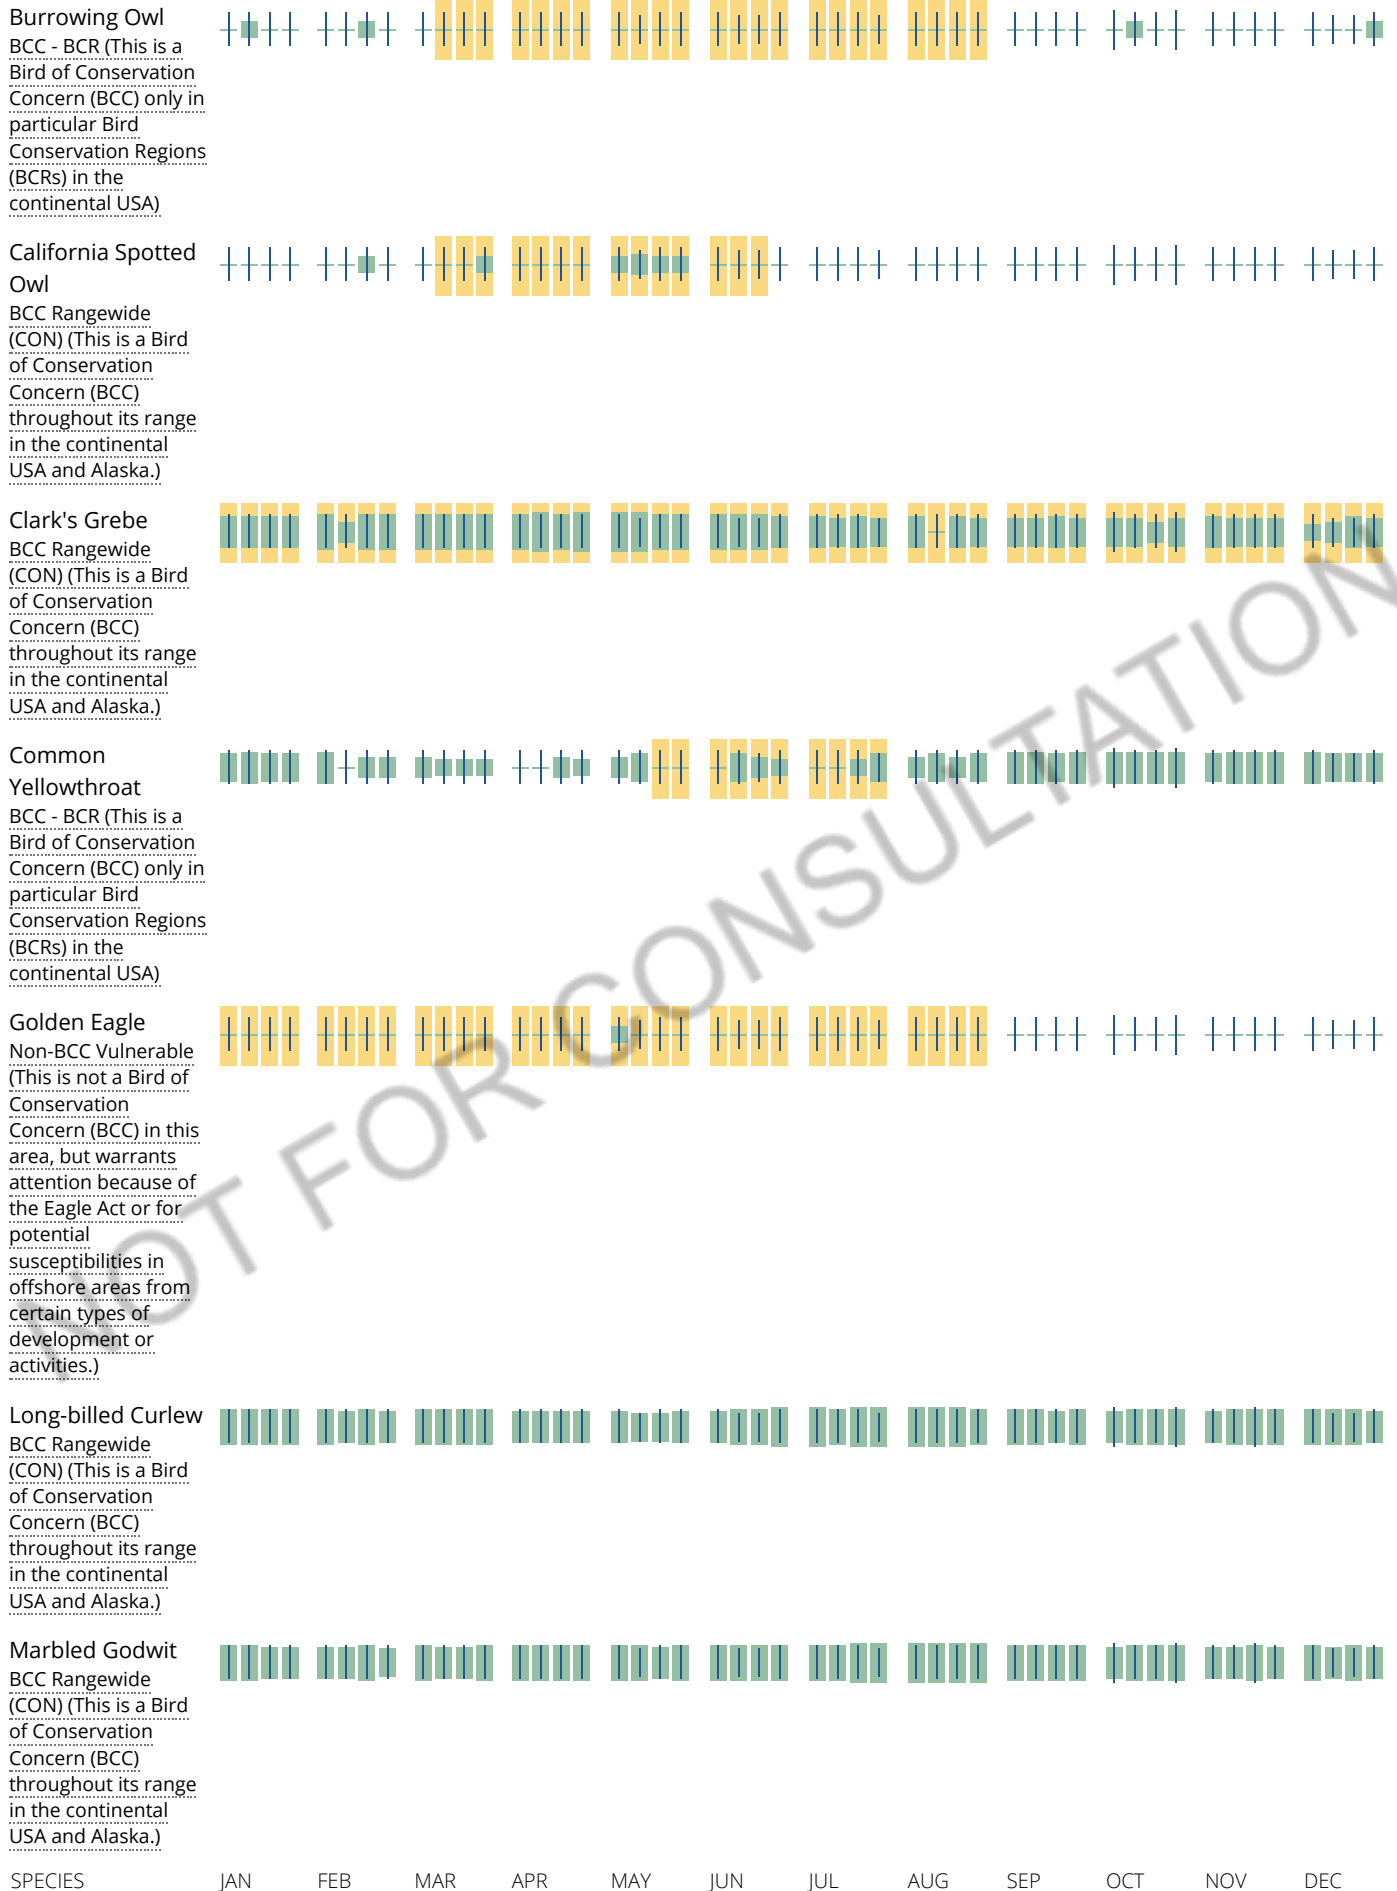 Burrowing Owl
BCC - BCR (This is a
Bird of Conservation
Concern (BCC) only in
particular Bird
Conservation Regions
(BCRs) in the
continental USA)
California Spotted
Owl
BCC Rangewide
(CON) (This is a Bird
of Conservation
Concern (BCC)
throughout its range
in the continental
USA and Alaska.)
Clark's Grebe
BCC Rangewide
(CON) (This is a Bird
of Conservation
Concern (BCC)
throughout its range
in the continental
USA and Alaska.)
Common
Yellowthroat
BCC - BCR (This is a
Bird of Conservation
Concern (BCC) only in
particular Bird
Conservation Regions
(BCRs) in the
continental USA)
Golden Eagle
Non-BCC Vulnerable
(This is not a Bird of
Conservation
Concern (BCC) in this
area, but warrants
attention because of
the Eagle Act or for
potential
susceptibilities in
offshore areas from
certain types of
development or
activities.)
Long-billed Curlew
BCC Rangewide
(CON) (This is a Bird
of Conservation
Concern (BCC)
throughout its range
in the continental
USA and Alaska.)
Marbled Godwit
BCC Rangewide
(CON) (This is a Bird
of Conservation
Concern (BCC)
throughout its range
in the continental
USA and Alaska.)
SPECIES JAN FEB MAR APR MAY JUN JUL AUG SEP OCT NOV DEC
NOT FOR CONSULTATION